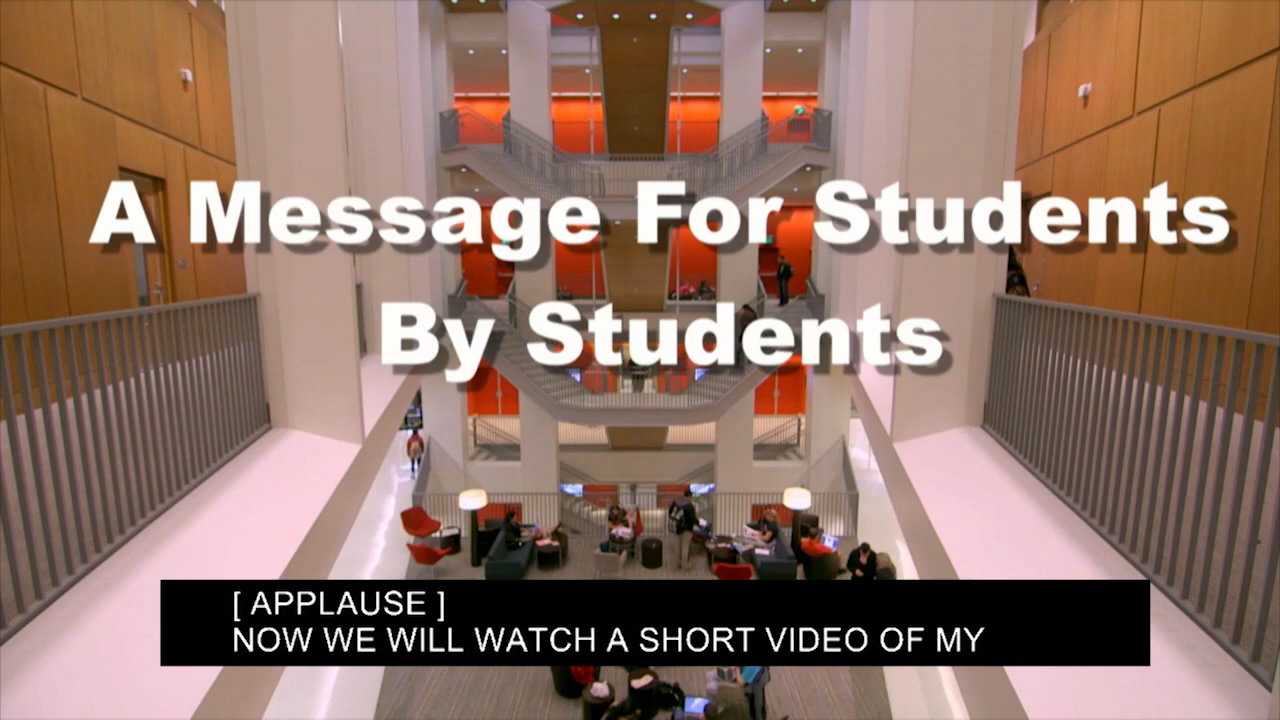 A Message For Students
By Students
[ APPLAUSE ]
NOW WE WILL WATCH A SHORT VIDEO OF MY